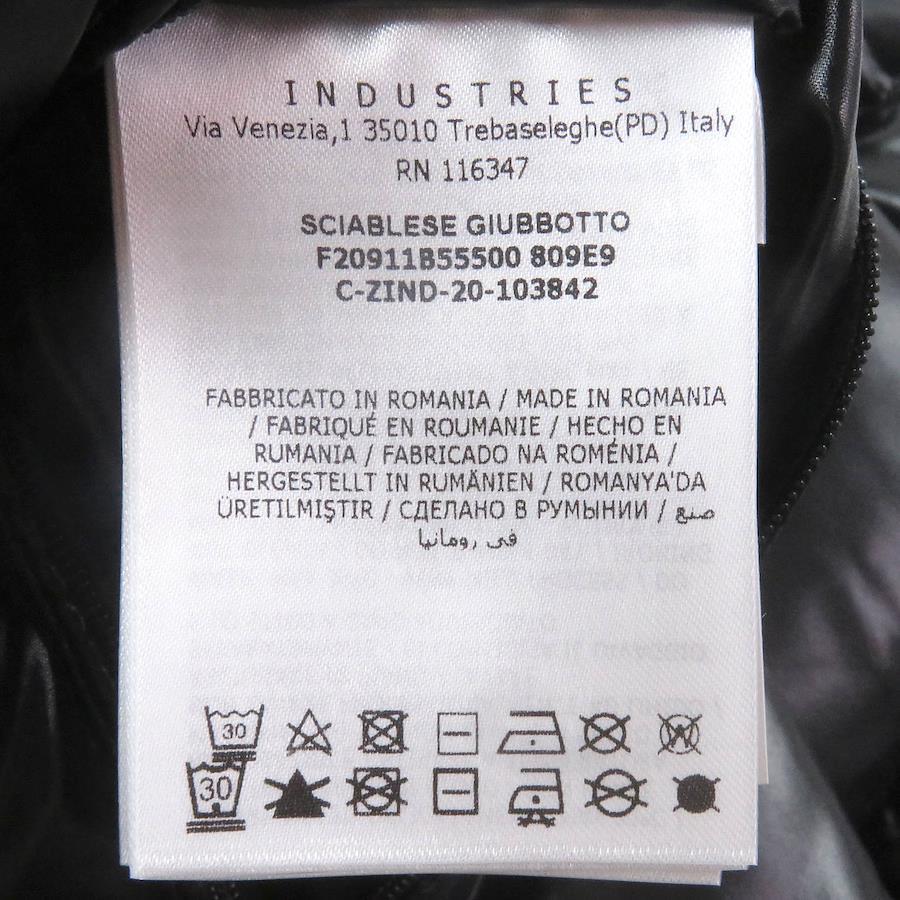 INDUSTRIES
Via Venezia,1 35010 Trebaseleghe(PD) Italy
RN 116347
SCIABLESE GIUBBOTTO
F20911B55500 809E9
C-ZIND-20-103842
FABBRICATO IN ROMANIA / MADE IN ROMANIA
/ FABRIQUÉ EN ROUMANIE / HECHO EN
RUMANIA / FABRICADO NA ROMÉNIA /
HERGESTELLT IN RUMÄNIEN / ROMANYA'DA
ÜRETILMIŞTIR / СДЕЛАНО В РУМЫНИИ / صنع
في رومانيا
30
W
30